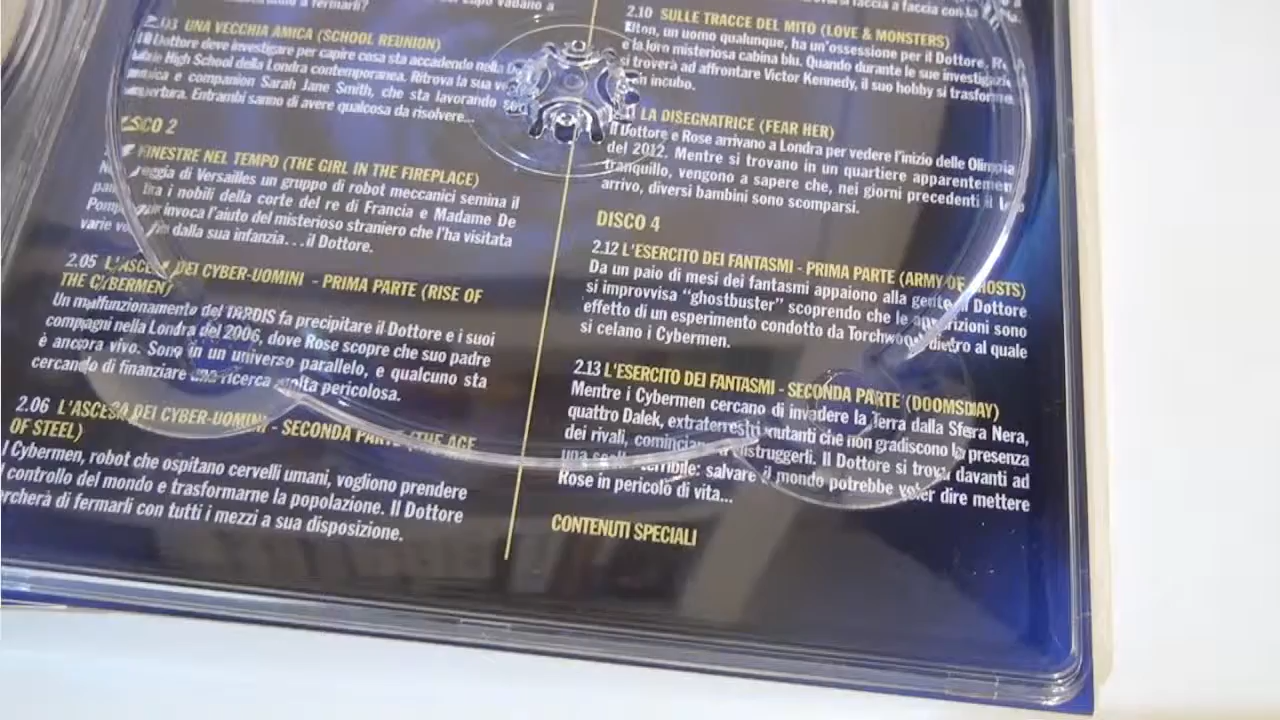 fermarli?
2.03 UNA VECCHIA AMICA (SCHOOL REUNION)
Il Dottore deve investigare per capire cosa sta accadendo nella
High School della Londra contemporanea. Ritrova la sua
amica e companion Sarah Jane Smith, che sta lavorando
copertura. Entrambi sanno di avere qualcosa da risolvere...
DISCO 2
FINESTRE NEL TEMPO (THE GIRL IN THE FIREPLACE)
reggia di Versailles un gruppo di robot meccanici semina il
tra i nobili della corte del re di Francia e Madame De
invoca l'aiuto del misterioso straniero che l'ha visitata
varie dalla sua infanzia...il Dottore.
2.05 L'ASCESA DEI CYBER-UOMINI - PRIMA PARTE (RISE OF
THE CYBERMEN)
Un malfunzionamento del TARDIS fa precipitare il Dottore e i suoi
compagni nella Londra del 2006, dove Rose scopre che suo padre
è ancora vivo. Sono in un universo parallelo, e qualcuno sta
cercando di finanziare una ricerca molto pericolosa.
2.06 L'ASCESA DEI CYBER-UOMINI - SECONDA PARTE (THE AGE
OF STEEL)
I Cybermen, robot che ospitano cervelli umani, vogliono prendere
controllo del mondo e trasformarne la popolazione. Il Dottore
cercherà di fermarli con tutti i mezzi a sua disposizione.
faccia a faccia con la
2.10 SULLE TRACCE DEL MITO (LOVE & MONSTERS)
Elton, un uomo qualunque, ha un'ossessione per il Dottore,
e la loro misteriosa cabina blu. Quando durante le sue investigazioni
si troverà ad affrontare Victor Kennedy, il suo hobby si trasforma
incubo.
LA DISEGNATRICE (FEAR HER)
Il Dottore e Rose arrivano a Londra per vedere l'inizio delle Olimpia
del 2012. Mentre si trovano in un quartiere apparentemen
tranquillo, vengono a sapere che, nei giorni precedenti il loro
arrivo, diversi bambini sono scomparsi.
DISCO 4
2.12 L'ESERCITO DEI FANTASMI - PRIMA PARTE (ARMY OF GHOSTS)
Da un paio di mesi dei fantasmi appaiono alla gente. Il Dottore
si improvvisa "ghostbuster" scoprendo che le apparizioni sono
effetto di un esperimento condotto da Torchwood, dietro al quale
si celano i Cybermen.
2.13 L'ESERCITO DEI FANTASMI - SECONDA PARTE (DOOMSDAY)
Mentre i Cybermen cercano di invadere la Terra dalla Sfera Nera,
quattro Dalek, extraterrestri mutanti che non gradiscono la presenza
dei rivali, cominciano a distruggerli. Il Dottore si trova davanti ad
una scelta terribile: salvare il mondo potrebbe voler dire mettere
Rose in pericolo di vita...
CONTENUTI SPECIALI